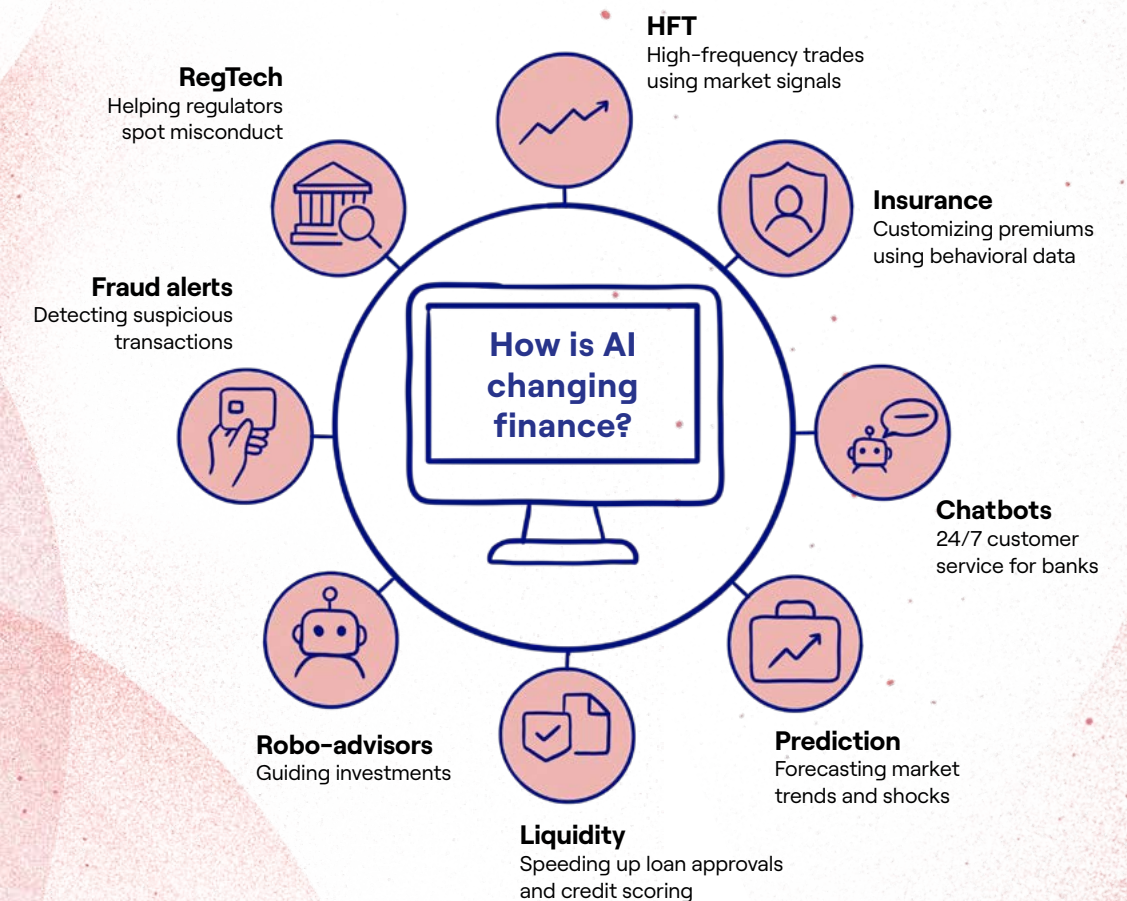 HFT
High-frequency trades
using market signals
RegTech
Helping regulators
spot misconduct
Insurance
Customizing premiums
using behavioral data
Fraud alerts
Detecting suspicious
transactions
How is AI
changing
finance?
Chatbots
24/7 customer
service for banks
Robo-advisors
Guiding investments
Prediction
Forecasting market
trends and shocks
Liquidity
Speeding up loan approvals
and credit scoring